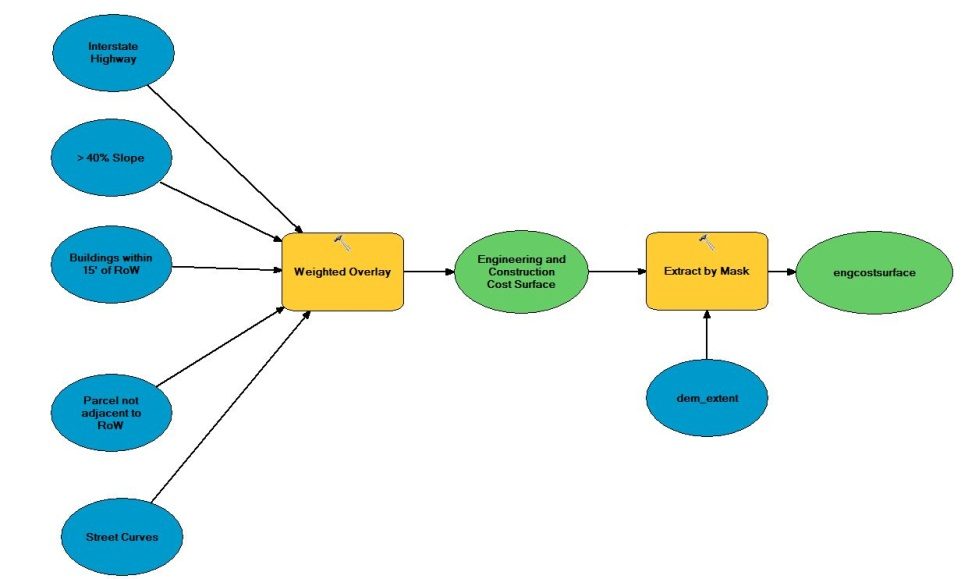 Interstate
Highway
> 40% Slope
Buildings within
15' of RoW
Parcel not
adjacent to
RoW
Street Curves
Weighted Overlay
Engineering and
Construction
Cost Surface
Extract by Mask
dem_extent
engcostsurface